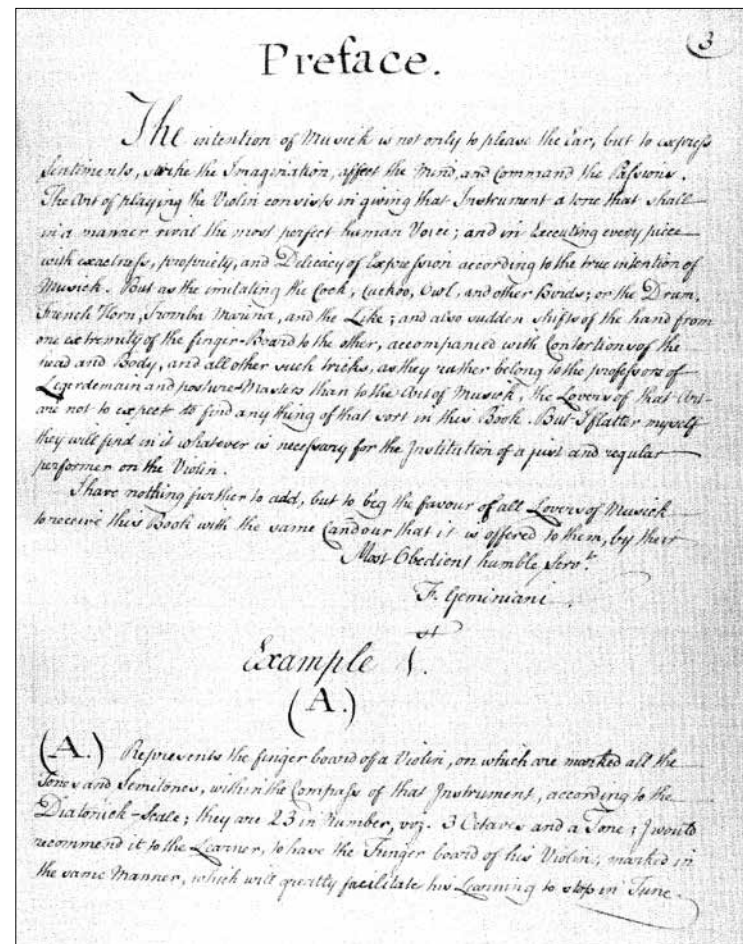 3
Preface.
The intention of Musick is not only to please the Ear, but to express
Sentiments, strike the Imagination, affect the Mind, and command the Passions.
The Art of playing the Violin consists in giving that Instrument a tone that shall
in a manner rival the most perfect human Voice; and in Executing every piece
with exactness, propriety, and Delicacy of Expression according to the true intention of
Musick. But as the imitating the Cock, Cuckoo, Owl, and other Birds; or the Drum,
French Horn, Tromba Marina, and the Like; and also sudden shifts of the hand from
one extremity of the finger-Board to the other, accompanied with Contortions of the
head and Body, and all other such tricks, as they rather belong to the professors of
Legerdemain and posture-Masters than to the Art of Musick, the Lovers of that Art
are not to expect to find any thing of that sort in this Book. But I flatter myself
they will find in it whatever is necessary for the Institution of a just and regular
performer on the Violin.
I have nothing further to add, but to beg the favour of all Lovers of Musick
to receive this Book with the same Candour that it is offered to them, by their
Most Obedient humble Servt.
F. Geminiani.
Example 1st.
(A.)
(A.) Represents the finger board of a Violin, on which are marked all the
Tones and Semitones, within the Compass of that Instrument, according to the
Diatonick-Scale; they are 23 in Number, viz. 3 Octaves and a Tone; I would
recommend it to the Learner, to have the Finger board of his Violin, marked in
the same Manner, which will greatly facilitate his Learning to stop in Tune.